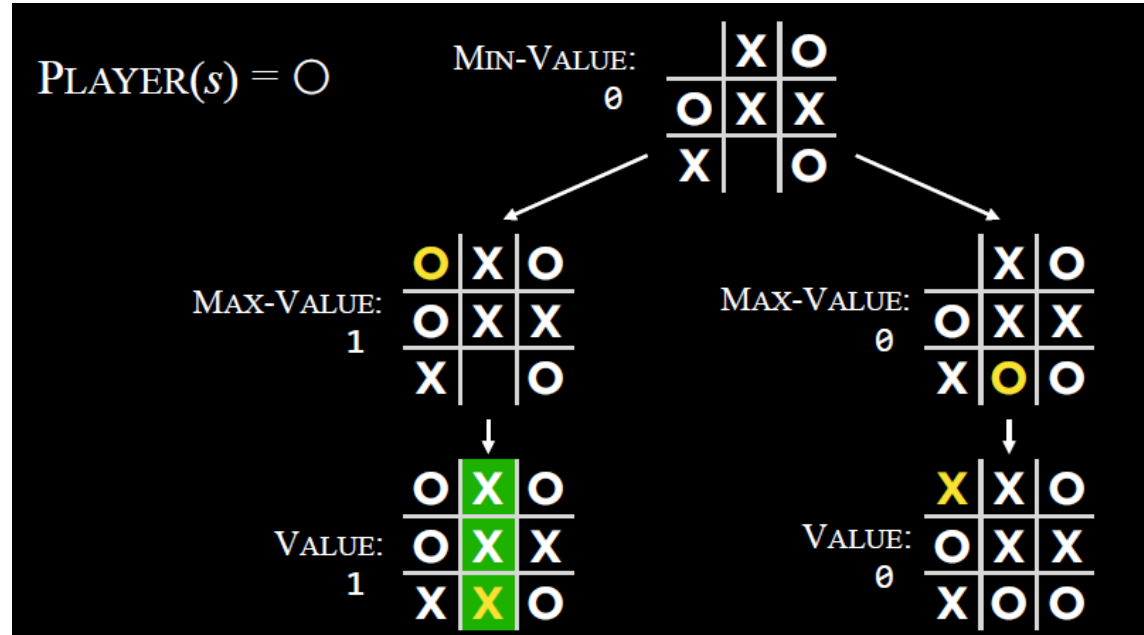 PLAYER(s) = O
MIN-VALUE:
0
X O
O X X
X O
MAX-VALUE:
1
O X O
O X X
X O
MAX-VALUE:
0
X O
O X X
X O O
VALUE:
1
O X O
O X X
X X O
VALUE:
0
X X O
O X X
X O O